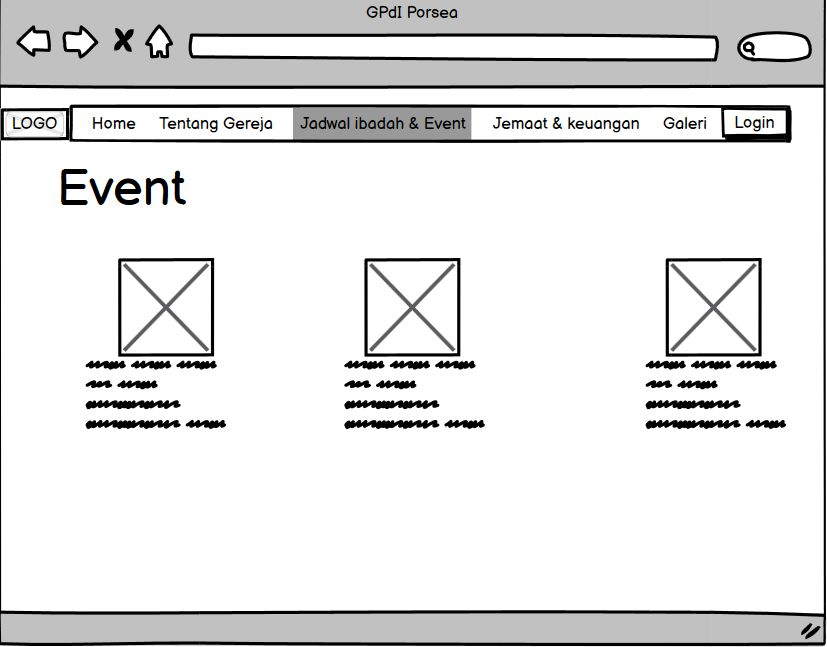 GPdI Porsea
LOGO Home Tentang Gereja Jadwal ibadah & Event Jemaat & keuangan Galeri Login
Event